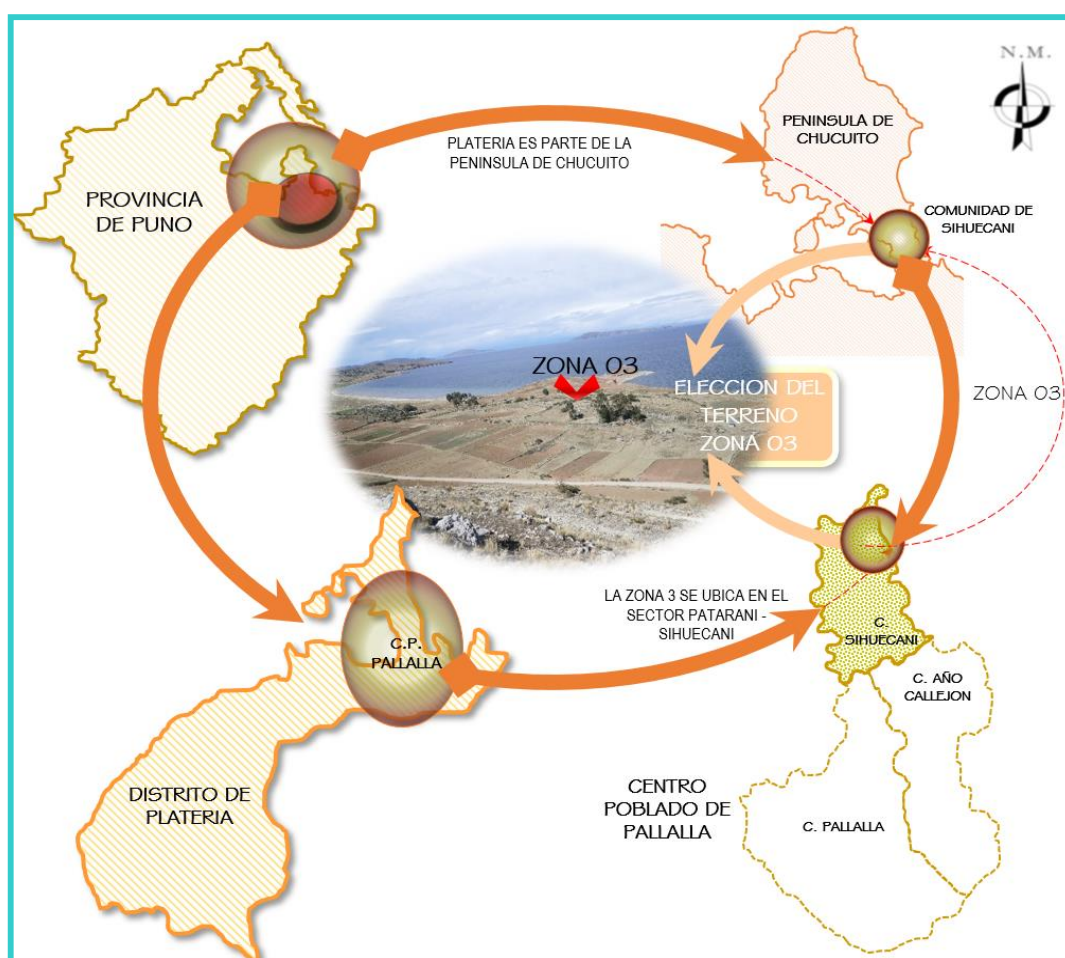 N.M.
PENINSULA DE
CHUCUITO
PLATERIA ES PARTE DE LA
PENINSULA DE CHUCUITO
PROVINCIA
DE PUNO
COMUNIDAD DE
SIHUECANI
ZONA 03
ELECCION DEL
TERRENO
ZONA 03
ZONA 03
LA ZONA 3 SE UBICA EN EL
SECTOR PATARANI -
SIHUECANI
C.P.
PALLALLA
C.
SIHUECANI
C. AÑO
CALLEJON
DISTRITO DE
PLATERIA
CENTRO
POBLADO DE
PALLALLA
C. PALLALLA